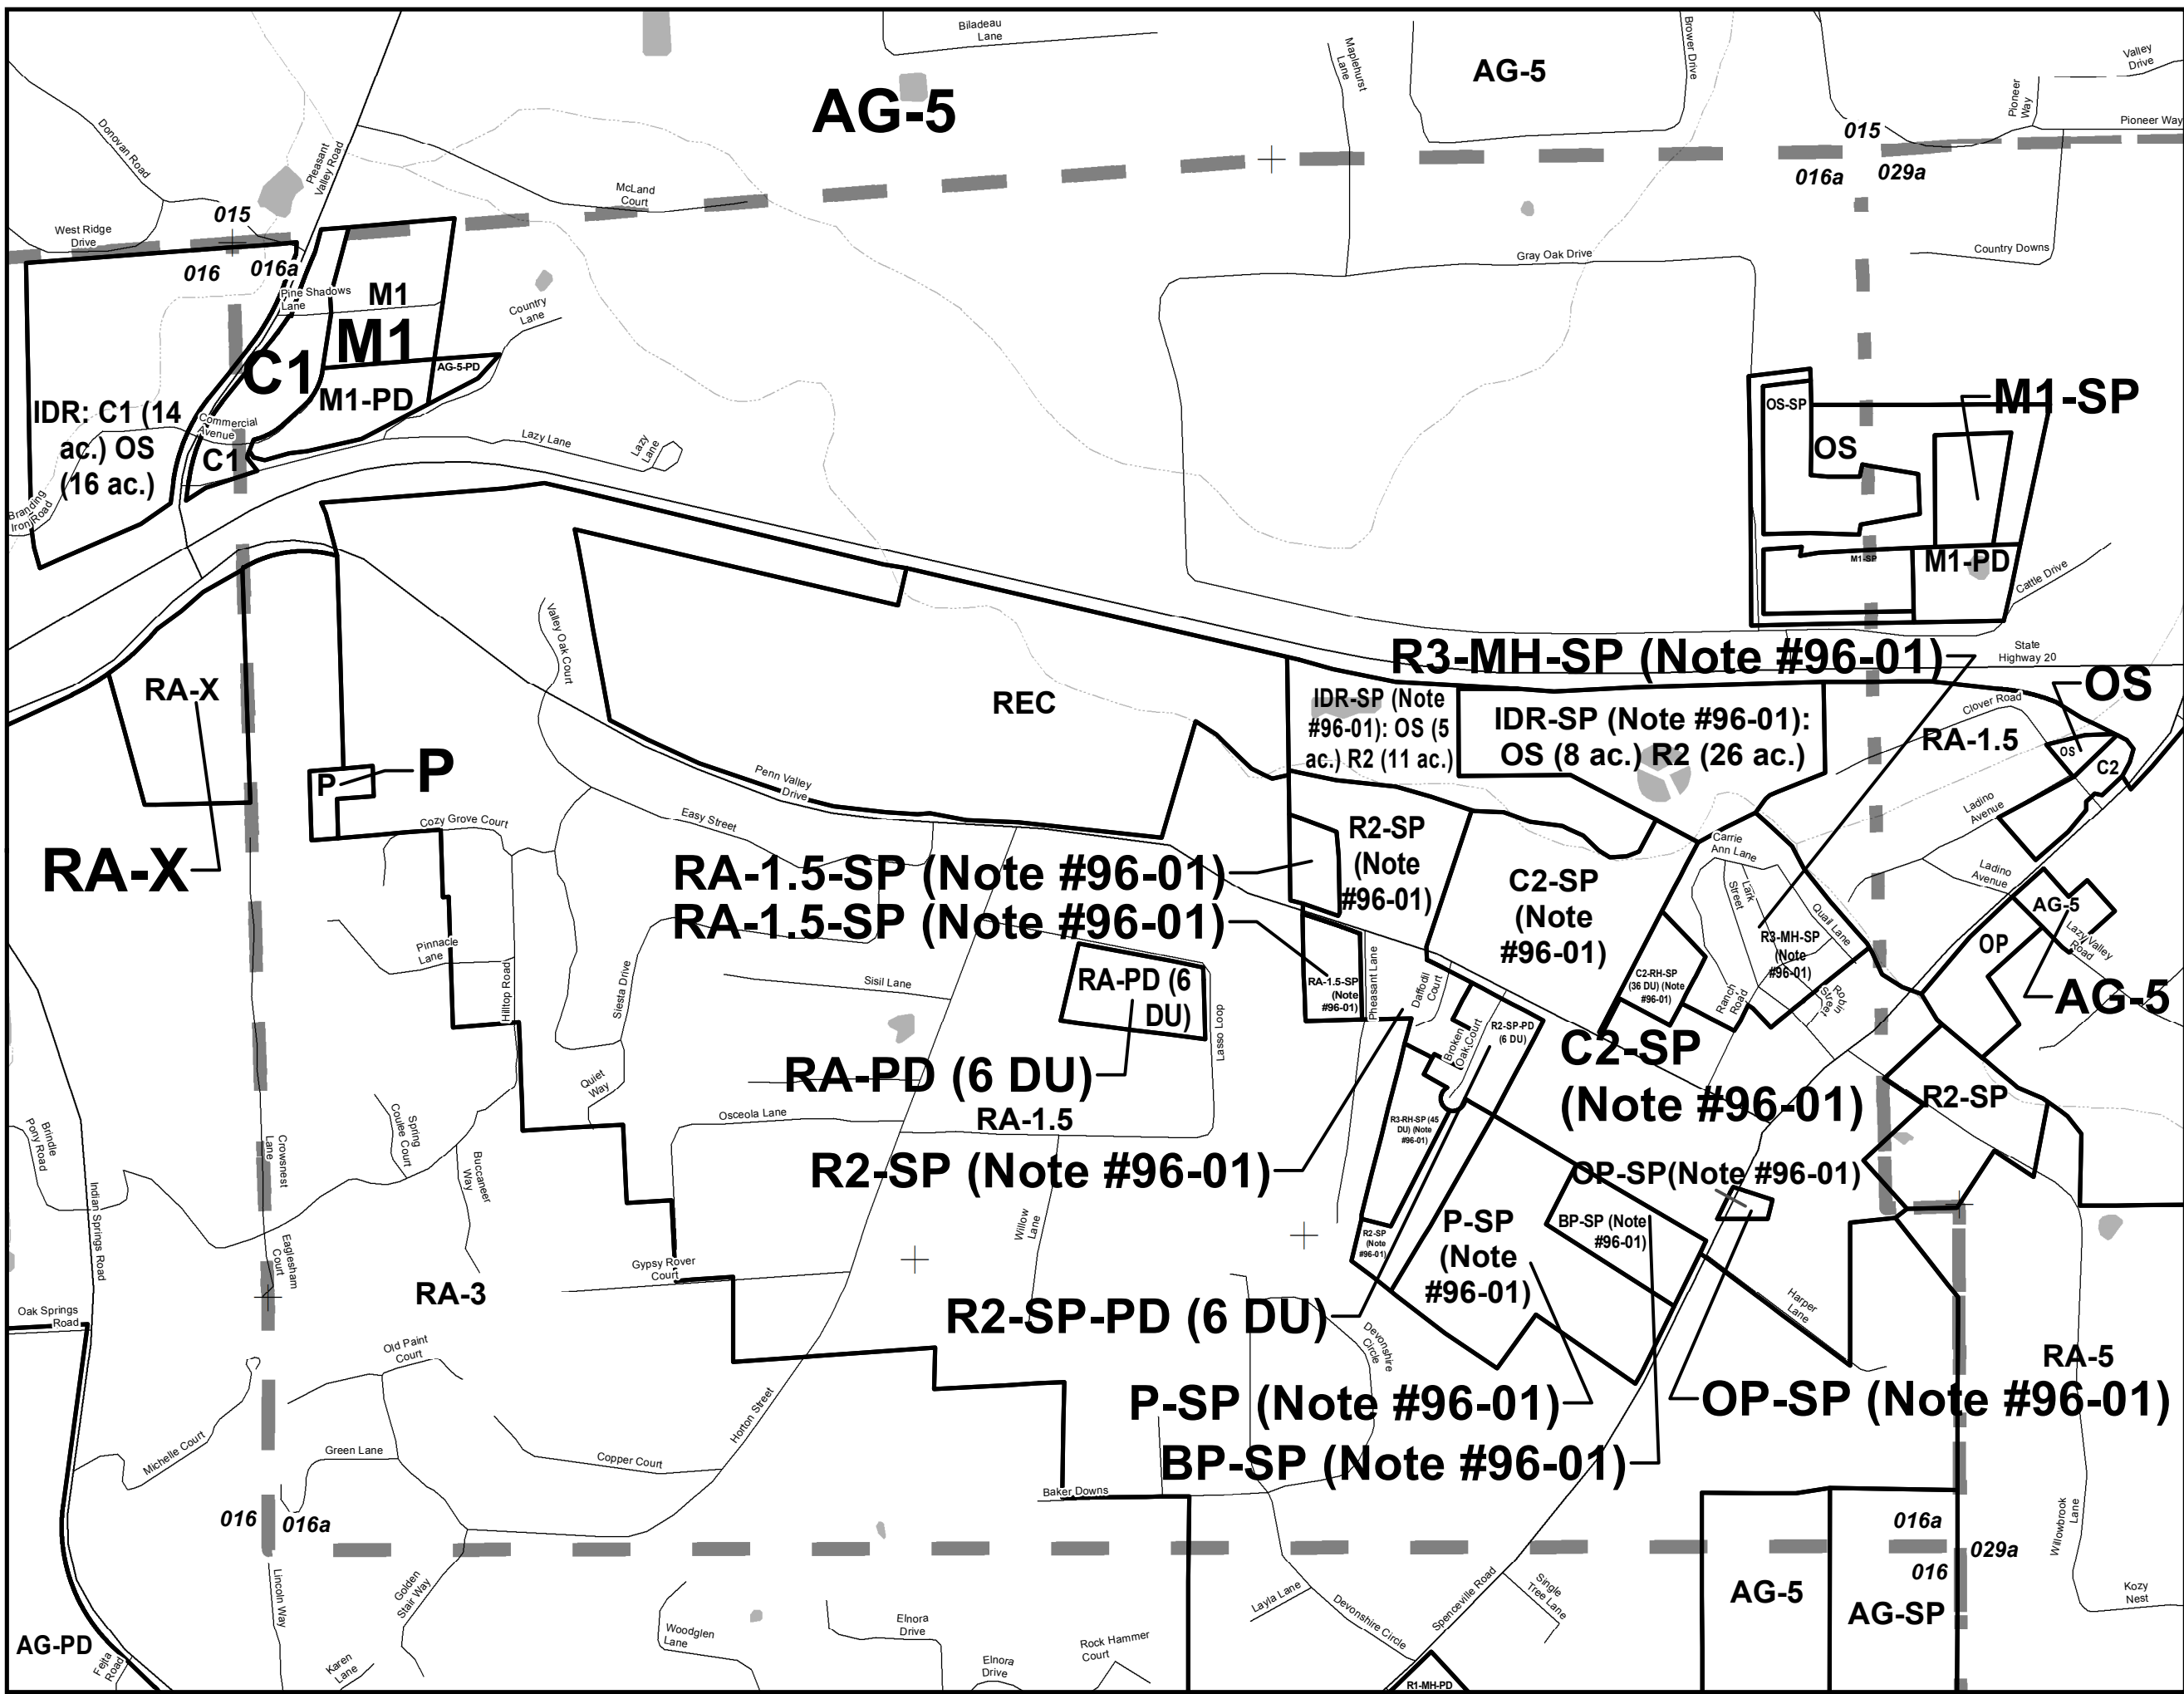 Biladeau
Lane
Maplehurst
Lane
AG-5
Brower Drive
Valley
Drive
Pioneer
Way
Pioneer Way
AG-5
Donovan Road
Pleasant
Valley Road
015
016a
029a
McLand
Court
015
West Ridge
Drive
016
016a
Country Downs
Gray Oak Drive
Pine Shadows
Lane
M1
Country
Lane
M1
C1
AG-5-PD
M1-PD
IDR: C1 (14
ac.) OS
(16 ac.)
Commercial
Avenue
C1
Lazy Lane
Lazy
Lane
Branding
Iron Road
OS-SP
M1-SP
OS
M1-SP
M1-PD
Cattle Drive
Valley Oak Court
State
Highway 20
R3-MH-SP (Note #96-01)
OS
RA-X
REC
IDR-SP (Note
#96-01): OS (5
ac.) R2 (11 ac.)
IDR-SP (Note #96-01):
OS (8 ac.) R2 (26 ac.)
Clover Road
RA-1.5
OS
C2
P
P
Penn Valley
Drive
Ladino
Avenue
Cozy Grove Court
Easy Street
R2-SP
(Note
#96-01)
Carrie
Ann Lane
RA-X
RA-1.5-SP (Note #96-01)
RA-1.5-SP (Note #96-01)
C2-SP
(Note
#96-01)
Lark
Street
Quail Lane
Ladino
Avenue
AG-5
Lazy Valley
Road
OP
R3-MH-SP
(Note
#96-01)
Pinnacle
Lane
Hilltop Road
Siesta Drive
Sisil Lane
RA-PD (6
DU)
Lasso Loop
RA-1.5-SP
(Note
#96-01)
Pheasant Lane
Daffodil
Court
C2-RH-SP
(36 DU) (Note
#96-01)
Ranch
Road
Robin
Street
AG-5
Broken
Oak Court
R2-SP-PD
(6 DU)
C2-SP
(Note #96-01)
RA-PD (6 DU)
Quiet
Way
Osceola Lane
RA-1.5
R2-SP
Spring
Coulee Court
Brindle
Pony Road
Crowsnest
Lane
Buccaneer
Way
R3-RH-SP (45
DU) (Note
#96-01)
R2-SP (Note #96-01)
OP-SP(Note #96-01)
Indian Springs Road
Willow
Lane
P-SP
(Note
#96-01)
BP-SP (Note
#96-01)
R2-SP
(Note
#96-01)
Eaglesham
Court
Gypsy Rover
Court
RA-3
Oak Springs
Road
R2-SP-PD (6 DU)
Harper
Lane
Devonshire
Circle
Old Paint
Court
RA-5
P-SP (Note #96-01)
OP-SP (Note #96-01)
Horton Street
Michelle Court
Green Lane
Copper Court
BP-SP (Note #96-01)
Baker Downs
016
016a
016a
029a
016
Willowbrook
Lane
Lincoln Way
Golden
Stair Way
Layla Lane
Devonshire Circle
Spenceville Road
Single
Tree Lane
AG-5
AG-SP
Kozy
Nest
AG-PD
Fejta
Road
Karen
Lane
Woodglen
Lane
Elnora
Drive
Elnora
Drive
Rock Hammer
Court
R1-MH-PD